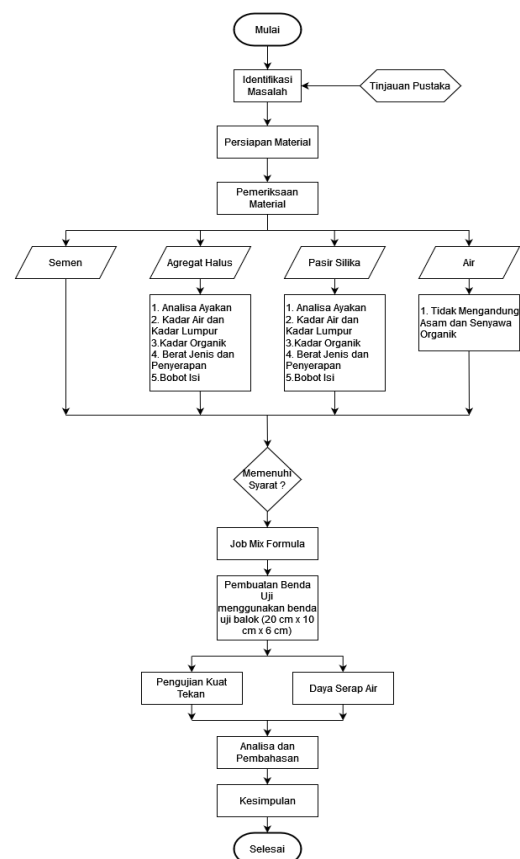 Mulai
Identifikasi
Masalah
Tinjauan Pustaka
Persiapan Material
Pemeriksaan
Material
Semen
Agregat Halus
Pasir Silika
Air
1. Analisa Ayakan
2. Kadar Air dan
Kadar Lumpur
3.Kadar Organik
4. Berat Jenis dan
Penyerapan
5.Bobot Isi
1. Analisa Ayakan
2. Kadar Air dan
Kadar Lumpur
3.Kadar Organik
4. Berat Jenis dan
Penyerapan
5.Bobot Isi
1. Tidak Mengandung
Asam dan Senyawa
Organik
Memenuhi
Syarat ?
Job Mix Formula
Pembuatan Benda
Uji
menggunakan benda
uji balok (20 cm x 10
cm x 6 cm)
Pengujian Kuat
Tekan
Daya Serap Air
Analisa dan
Pembahasan
Kesimpulan
Selesai